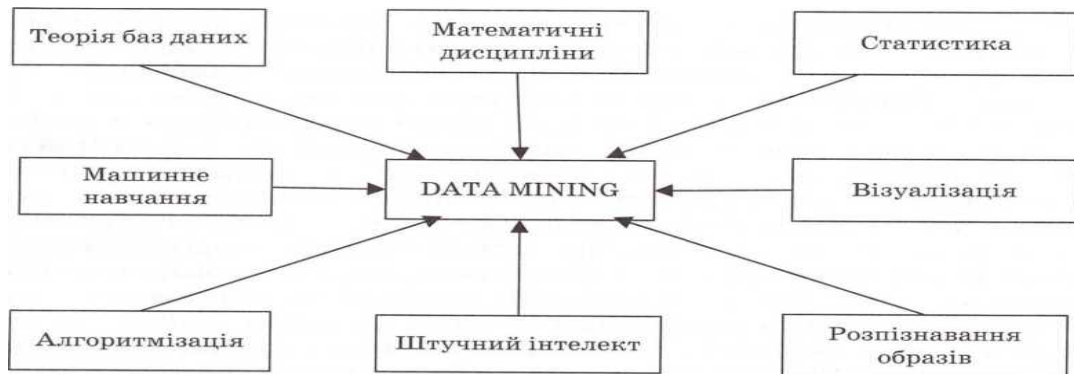 Теорія баз даних
Математичні
дисципліни
Статистика
Машинне
навчання
DATA MINING
Візуалізація
Алгоритмізація
Штучний інтелект
Розпізнавання
образів